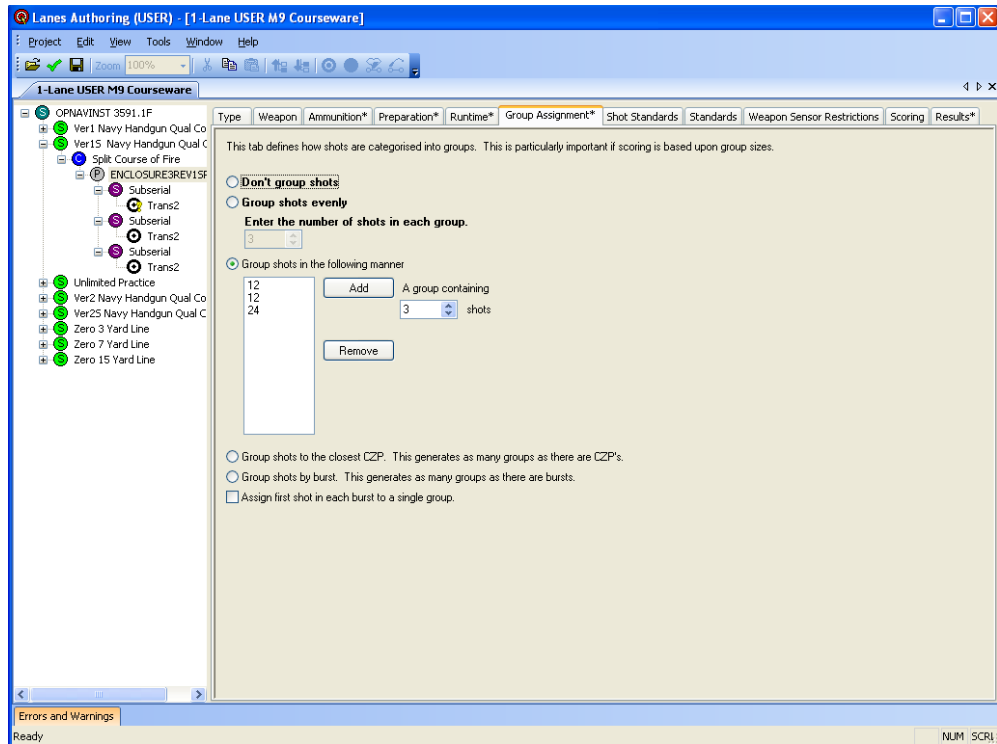 Lanes Authoring (USER) - [1-Lane USER M9 Courseware]
Project Edit View Tools Window Help
Zoom 100%
1-Lane USER M9 Courseware
S OPNAVINST 3591.1F
S Ver1 Navy Handgun Qual Co
S Ver1S Navy Handgun Qual C
C Split Course of Fire
P ENCLOSURE3REV1SF
S Subserial
Trans2
S Subserial
Trans2
S Subserial
Trans2
S Unlimited Practice
S Ver2 Navy Handgun Qual Co
S Ver2S Navy Handgun Qual C
S Zero 3 Yard Line
S Zero 7 Yard Line
S Zero 15 Yard Line
Type Weapon Ammunition* Preparation* Runtime* Group Assignment* Shot Standards Standards Weapon Sensor Restrictions Scoring Results*
This tab defines how shots are categorised into groups. This is particularly important if scoring is based upon group sizes.
Don't group shots
Group shots evenly
Enter the number of shots in each group.
3
Group shots in the following manner
12
12
24
Add A group containing
3 shots
Remove
Group shots to the closest CZP. This generates as many groups as there are CZP's.
Group shots by burst. This generates as many groups as there are bursts.
Assign first shot in each burst to a single group.
Errors and Warnings
Ready NUM SCRL